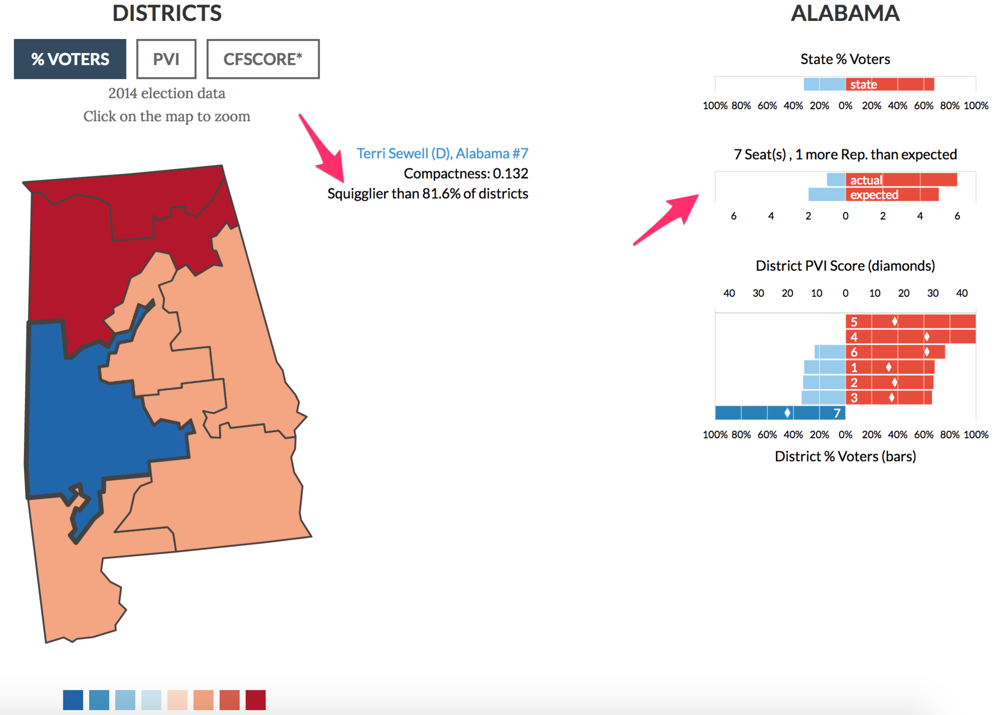 DISTRICTS
% VOTERS
PVI
CFSCORE*
2014 election data
Click on the map to zoom
Terri Sewell (D), Alabama #7
Compactness: 0.132
Squigglier than 81.6% of districts
ALABAMA
State % Voters
state
100% 80% 60% 40% 20% 0% 20% 40% 60% 80% 100%
7 Seat(s) , 1 more Rep. than expected
actual
expected
6 4 2 0 2 4 6
District PVI Score (diamonds)
40 30 20 10 0 10 20 30 40
5
4
6
1
2
3
7
100% 80% 60% 40% 20% 0% 20% 40% 60% 80% 100%
District % Voters (bars)